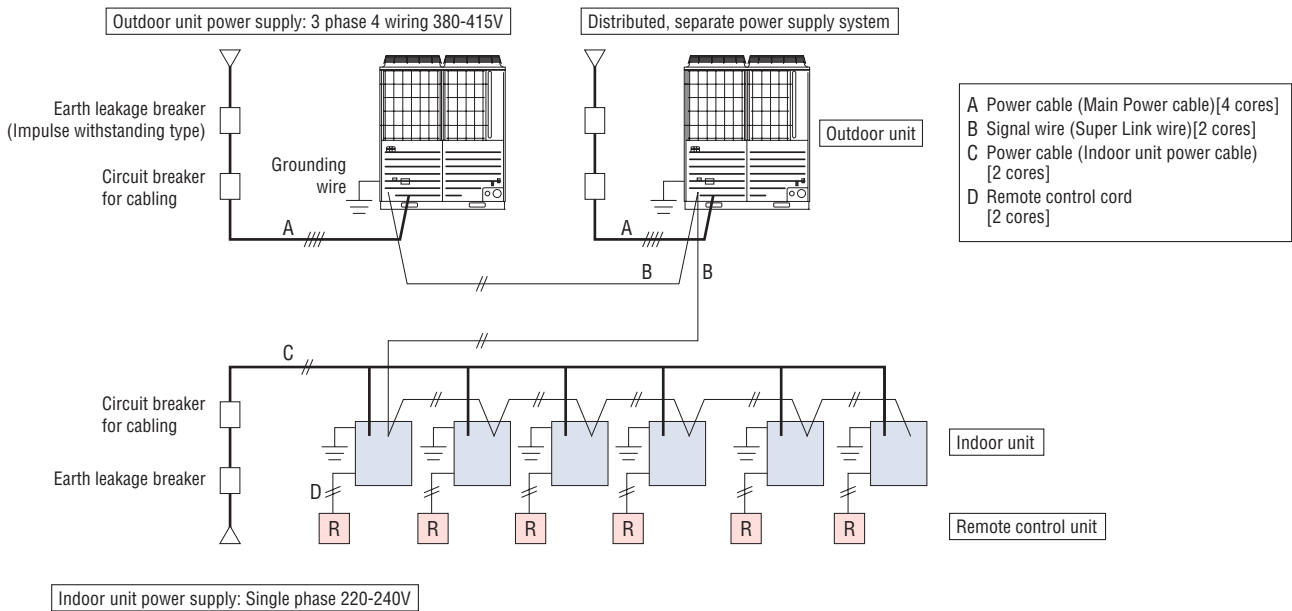 Outdoor unit power supply: 3 phase 4 wiring 380-415V
Distributed, separate power supply system
Earth leakage breaker
(Impulse withstanding type)
Circuit breaker
for cabling
Grounding
wire
Outdoor unit
A Power cable (Main Power cable)[4 cores]
B Signal wire (Super Link wire)[2 cores]
C Power cable (Indoor unit power cable)
[2 cores]
D Remote control cord
[2 cores]
A
A
B
B
C
Circuit breaker
for cabling
Earth leakage breaker
Indoor unit
D
R
R
R
R
R
R
Remote control unit
Indoor unit power supply: Single phase 220-240V